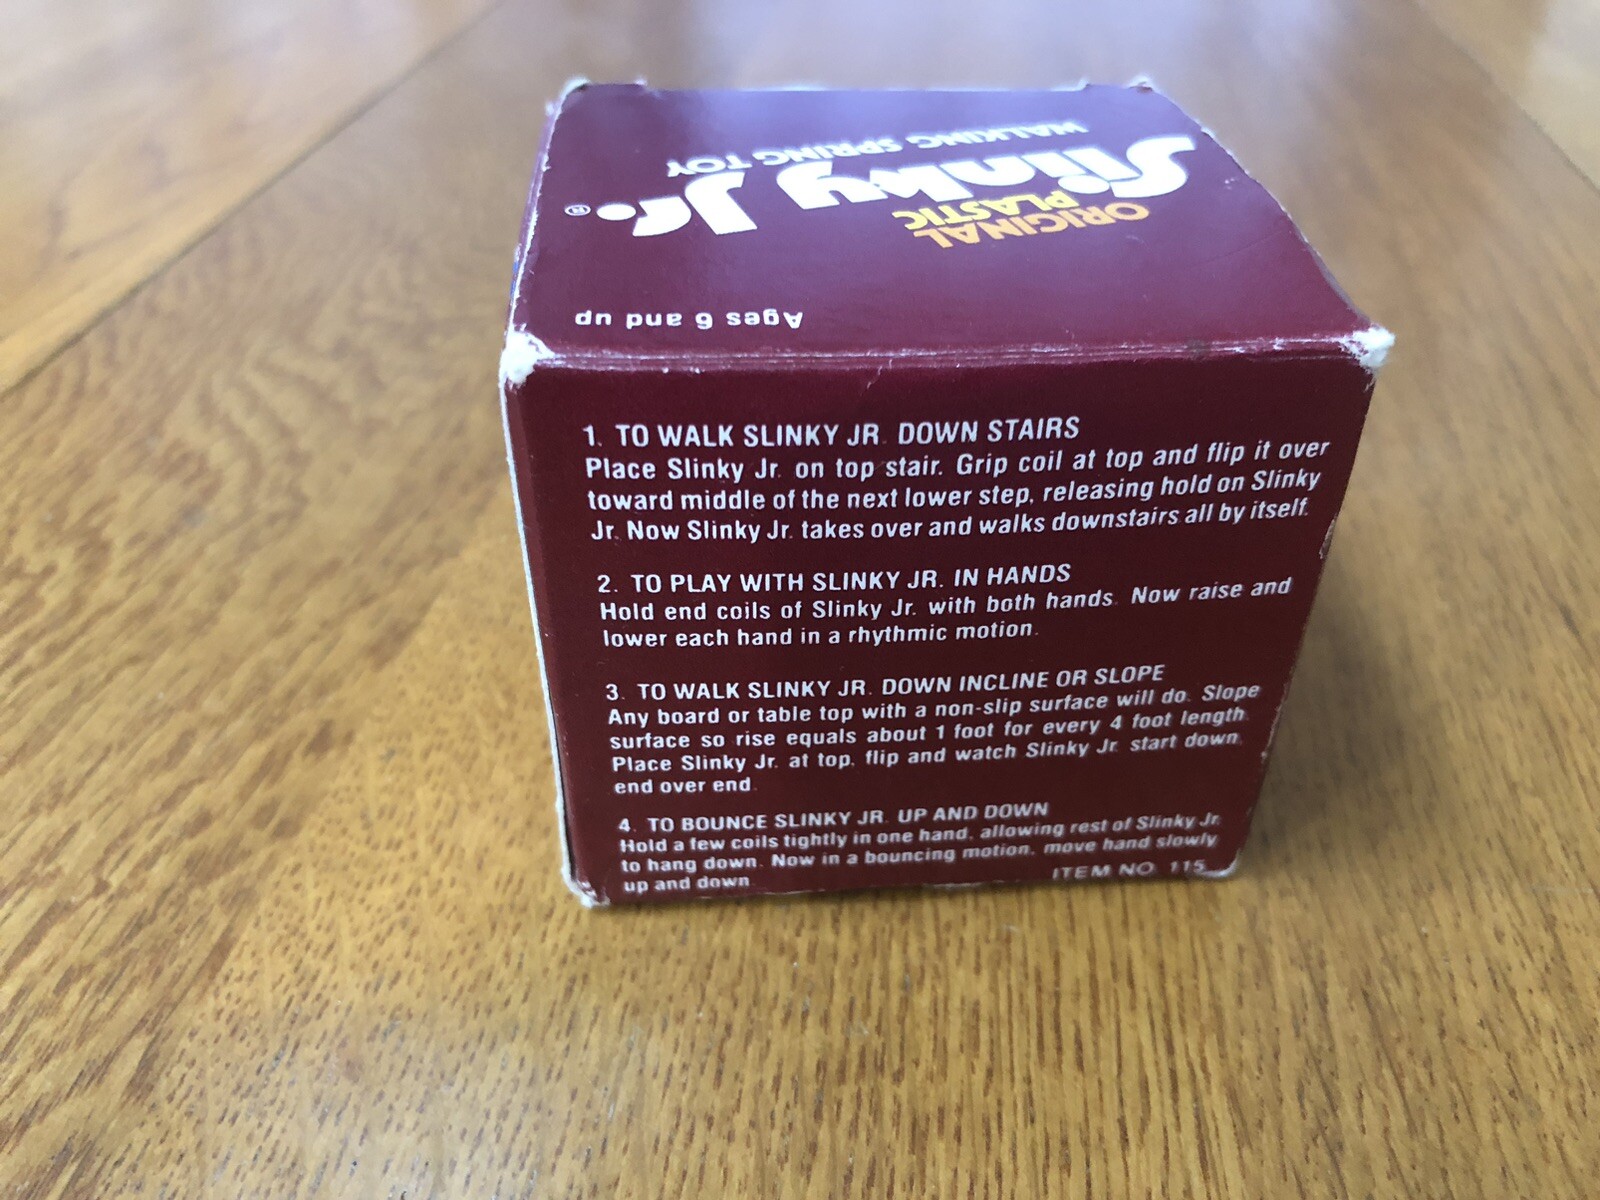 ORIGINAL
PLASTIC
Slinky Jr.®
WALKING SPRING TOY
Ages 6 and up
1. TO WALK SLINKY JR. DOWN STAIRS
Place Slinky Jr. on top stair. Grip coil at top and flip it over
toward middle of the next lower step, releasing hold on Slinky
Jr. Now Slinky Jr. takes over and walks downstairs all by itself.
2. TO PLAY WITH SLINKY JR. IN HANDS
Hold end coils of Slinky Jr. with both hands. Now raise and
lower each hand in a rhythmic motion.
3. TO WALK SLINKY JR. DOWN INCLINE OR SLOPE
Any board or table top with a non-slip surface will do. Slope
surface so rise equals about 1 foot for every 4 foot length.
Place Slinky Jr. at top, flip and watch Slinky Jr. start down,
end over end.
4. TO BOUNCE SLINKY JR. UP AND DOWN
Hold a few coils tightly in one hand, allowing rest of Slinky Jr.
to hang down. Now in a bouncing motion, move hand slowly
up and down.
ITEM NO. 115